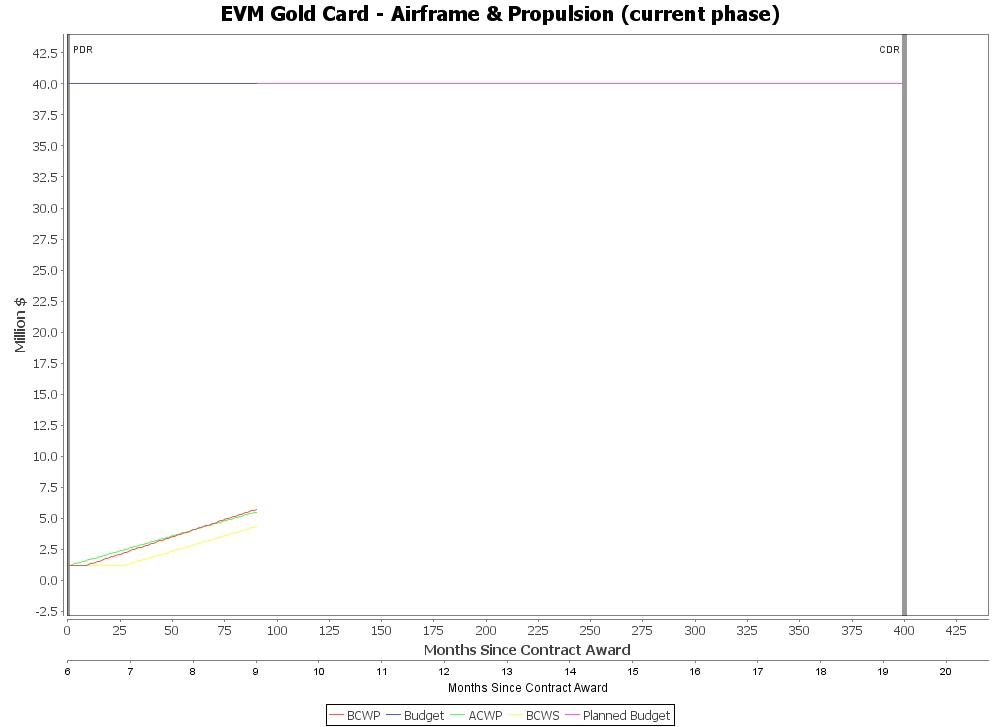 EVM Gold Card - Airframe & Propulsion (current phase)
PDR
CDR
42.5
40.0
37.5
35.0
32.5
30.0
27.5
25.0
22.5
20.0
17.5
15.0
12.5
10.0
7.5
5.0
2.5
0.0
-2.5
Million $
0 25 50 75 100 125 150 175 200 225 250 275 300 325 350 375 400 425
Months Since Contract Award
6 7 8 9 10 11 12 13 14 15 16 17 18 19 20
Months Since Contract Award
BCWP Budget ACWP BCWS Planned Budget